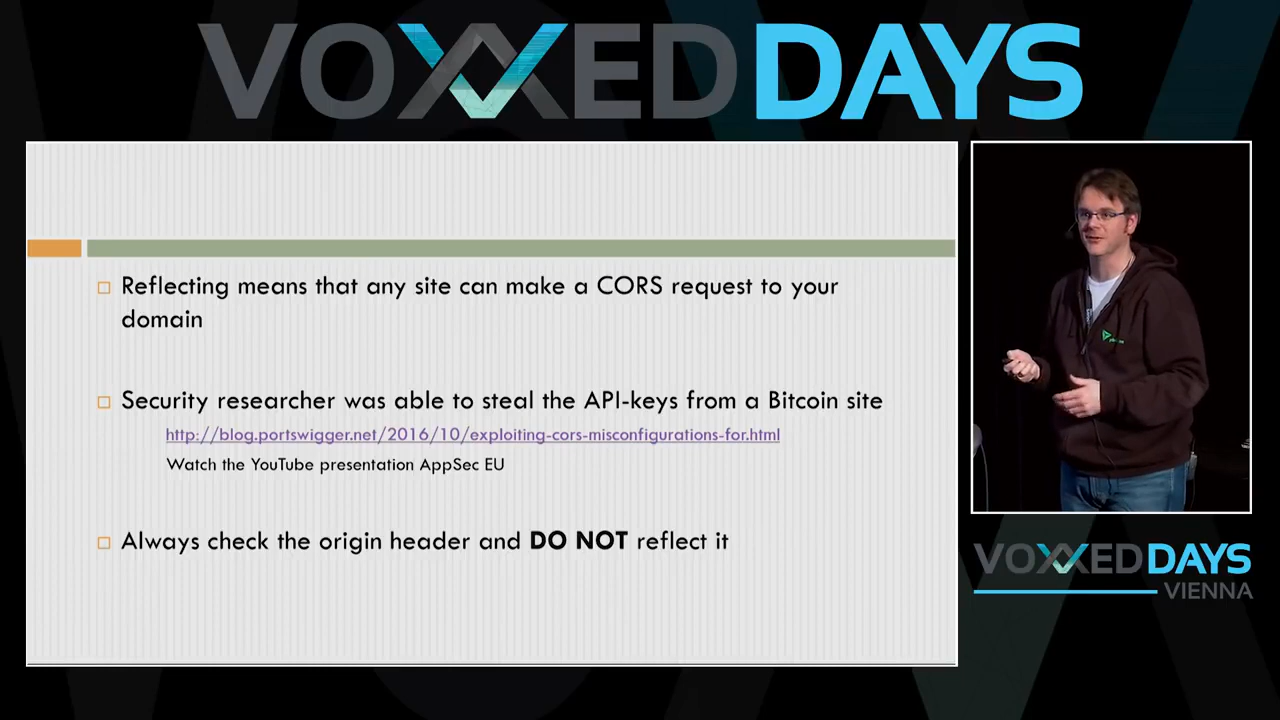 VOXXED DAYS
Reflecting means that any site can make a CORS request to your
domain
Security researcher was able to steal the API-keys from a Bitcoin site
http://blog.portswigger.net/2016/10/exploiting-cors-misconfigurations-for.html
Watch the YouTube presentation AppSec EU
Always check the origin header and DO NOT reflect it
VOXXED DAYS
VIENNA